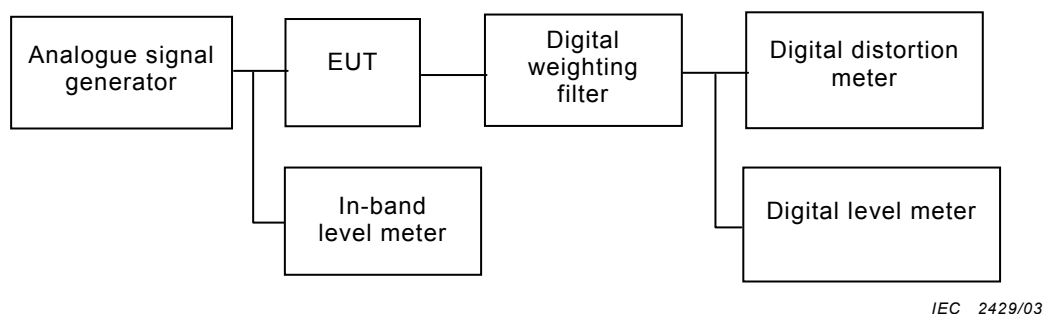 Analogue signal
generator
EUT
Digital
weighting
filter
Digital distortion
meter
In-band
level meter
Digital level meter
IEC 2429/03